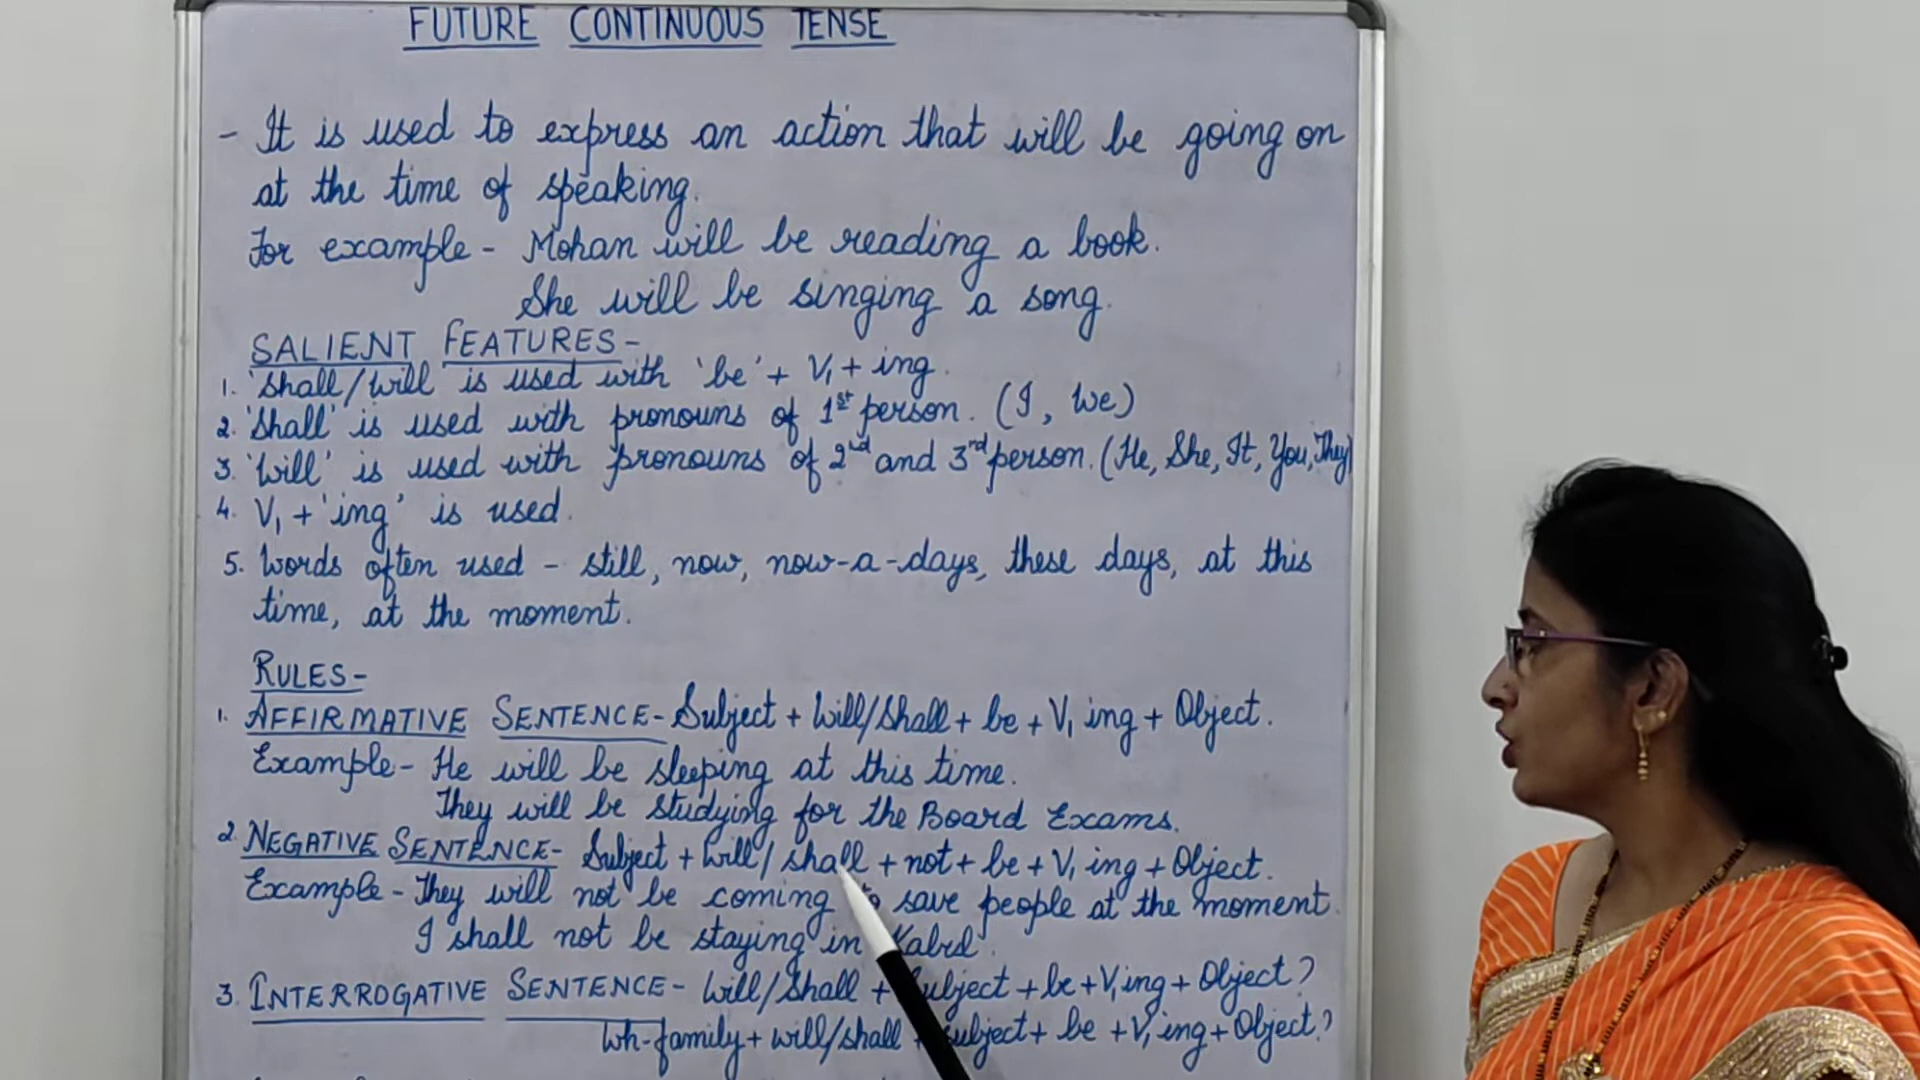 FUTURE CONTINUOUS TENSE
- It is used to express an action that will be going on
at the time of speaking.
For example - Mohan will be reading a book.
She will be singing a song.
SALIENT FEATURES -
1. 'Shall/will' is used with 'be' + V1 + ing.
2. 'Shall' is used with pronouns of 1st person. (I, We)
3. 'Will' is used with pronouns of 2nd and 3rd person. (He, She, It, You, They)
4. V1 + 'ing' is used.
5. Words often used - still, now, now-a-days, these days, at this
time, at the moment.
RULES -
1. AFFIRMATIVE SENTENCE - Subject + Will/Shall + be + V1 ing + Object.
Example - He will be sleeping at this time.
They will be studying for the Board Exams.
2. NEGATIVE SENTENCE - Subject + Will/shall + not + be + V1 ing + Object.
Example - They will not be coming to save people at the moment.
I shall not be staying in Kabul.
3. INTERROGATIVE SENTENCE - Will/Shall + Subject + be + V1 ing + Object?
Wh-family + will/shall + subject + be + V1 ing + Object?